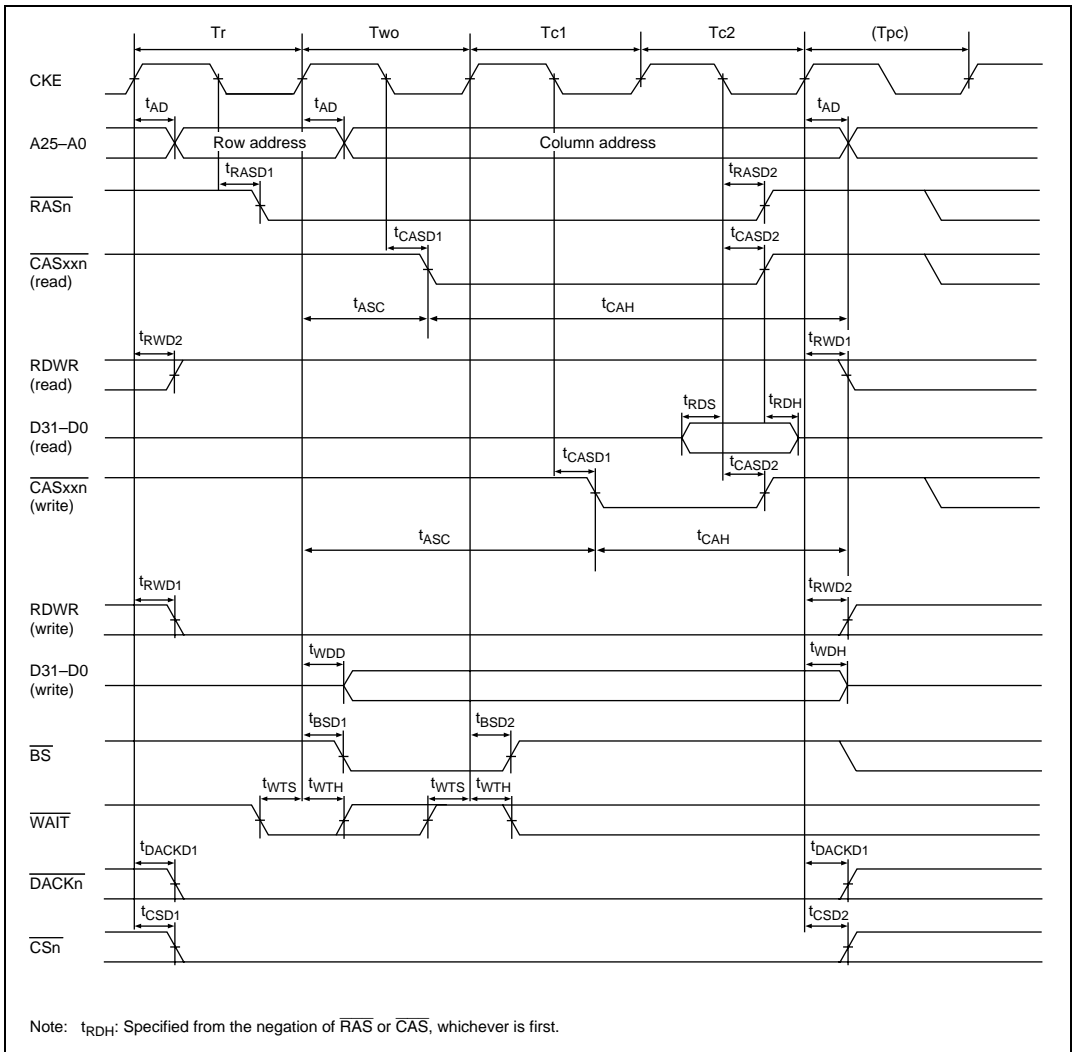 Tr Two Tc1 Tc2 (Tpc)
CKE
tAD tAD tAD
A25–A0 Row address Column address
tRASD1 tRASD2
RASn
tCASD1 tCASD2
CASxxn
(read)
tASC tCAH
tRWD2 tRWD1
RDWR
(read)
tRDS tRDH
D31–D0
(read)
tCASD1 tCASD2
CASxxn
(write)
tASC tCAH
tRWD1 tRWD2
RDWR
(write)
tWDD tWDH
D31–D0
(write)
tBSD1 tBSD2
BS
tWTS tWTH tWTS tWTH
WAIT
tDACKD1 tDACKD1
DACKn
tCSD1 tCSD2
CSn
Note: tRDH: Specified from the negation of RAS or CAS, whichever is first.